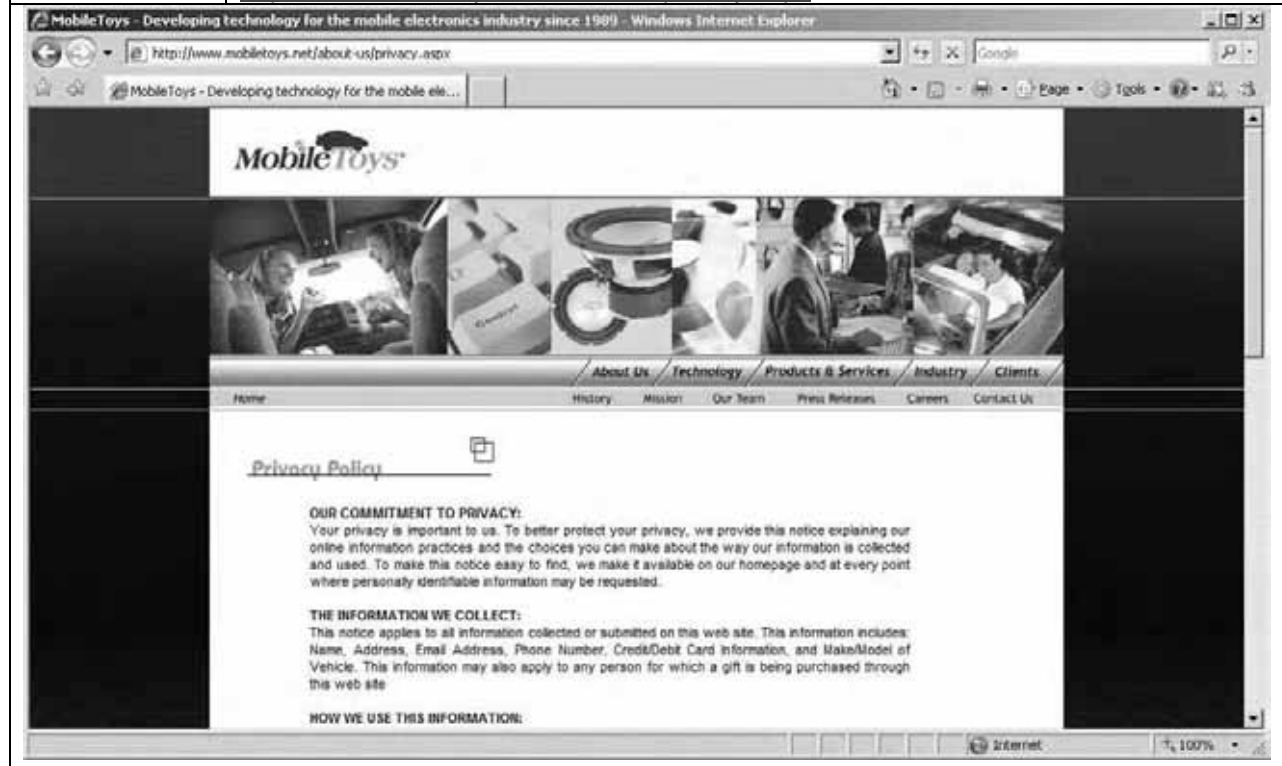 MobileToys - Developing technology for the mobile electronics industry since 1989 - Windows Internet Explorer
http://www.mobiletoys.net/about-us/privacy.aspx
Google
MobileToys - Developing technology for the mobile ele...
Page
Tools
MobileToys
About Us / Technology / Products & Services / Industry / Clients
Home
History
Mission
Our Team
Press Releases
Careers
Contact Us
Privacy Policy
OUR COMMITMENT TO PRIVACY:
Your privacy is important to us. To better protect your privacy, we provide this notice explaining our
online information practices and the choices you can make about the way our information is collected
and used. To make this notice easy to find, we make it available on our homepage and at every point
where personally identifiable information may be requested.
THE INFORMATION WE COLLECT:
This notice applies to all information collected or submitted on this web site. This information includes:
Name, Address, Email Address, Phone Number, Credit/Debit Card Information, and Make/Model of
Vehicle. This information may also apply to any person for which a gift is being purchased through
this web site
HOW WE USE THIS INFORMATION:
Internet
100%